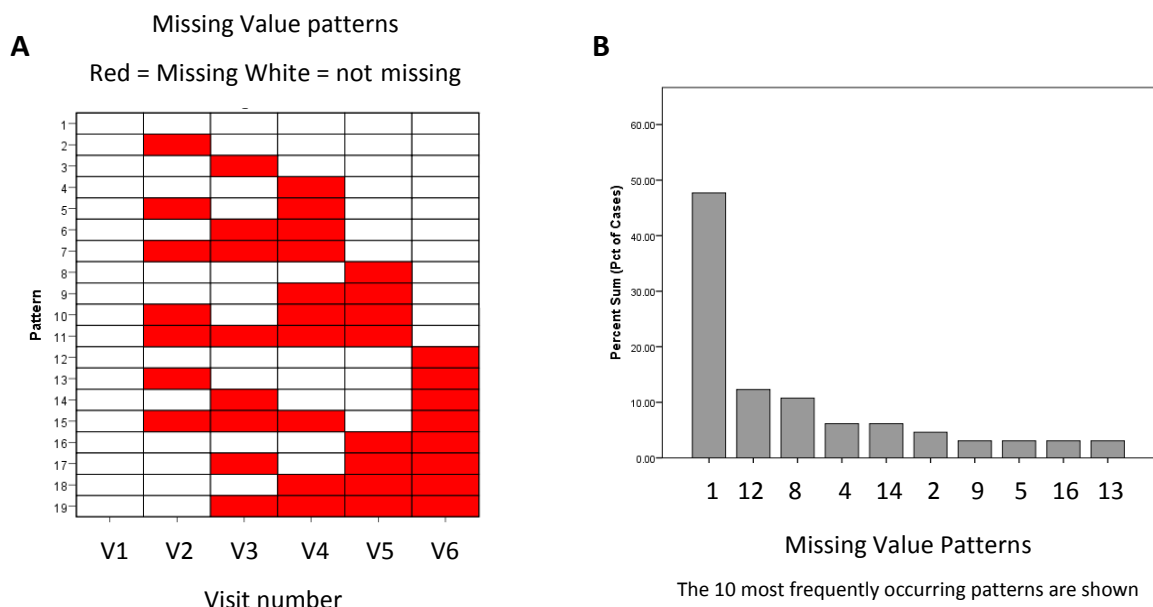 A
Missing Value patterns
Red = Missing White = not missing
1
2
3
4
5
6
7
8
9
10
11
12
13
14
15
16
17
18
19
Pattern
V1 V2 V3 V4 V5 V6
Visit number
B
60.00
50.00
40.00
30.00
20.00
10.00
0.00
Percent Sum (Pct of Cases)
1 12 8 4 14 2 9 5 16 13
Missing Value Patterns
The 10 most frequently occurring patterns are shown